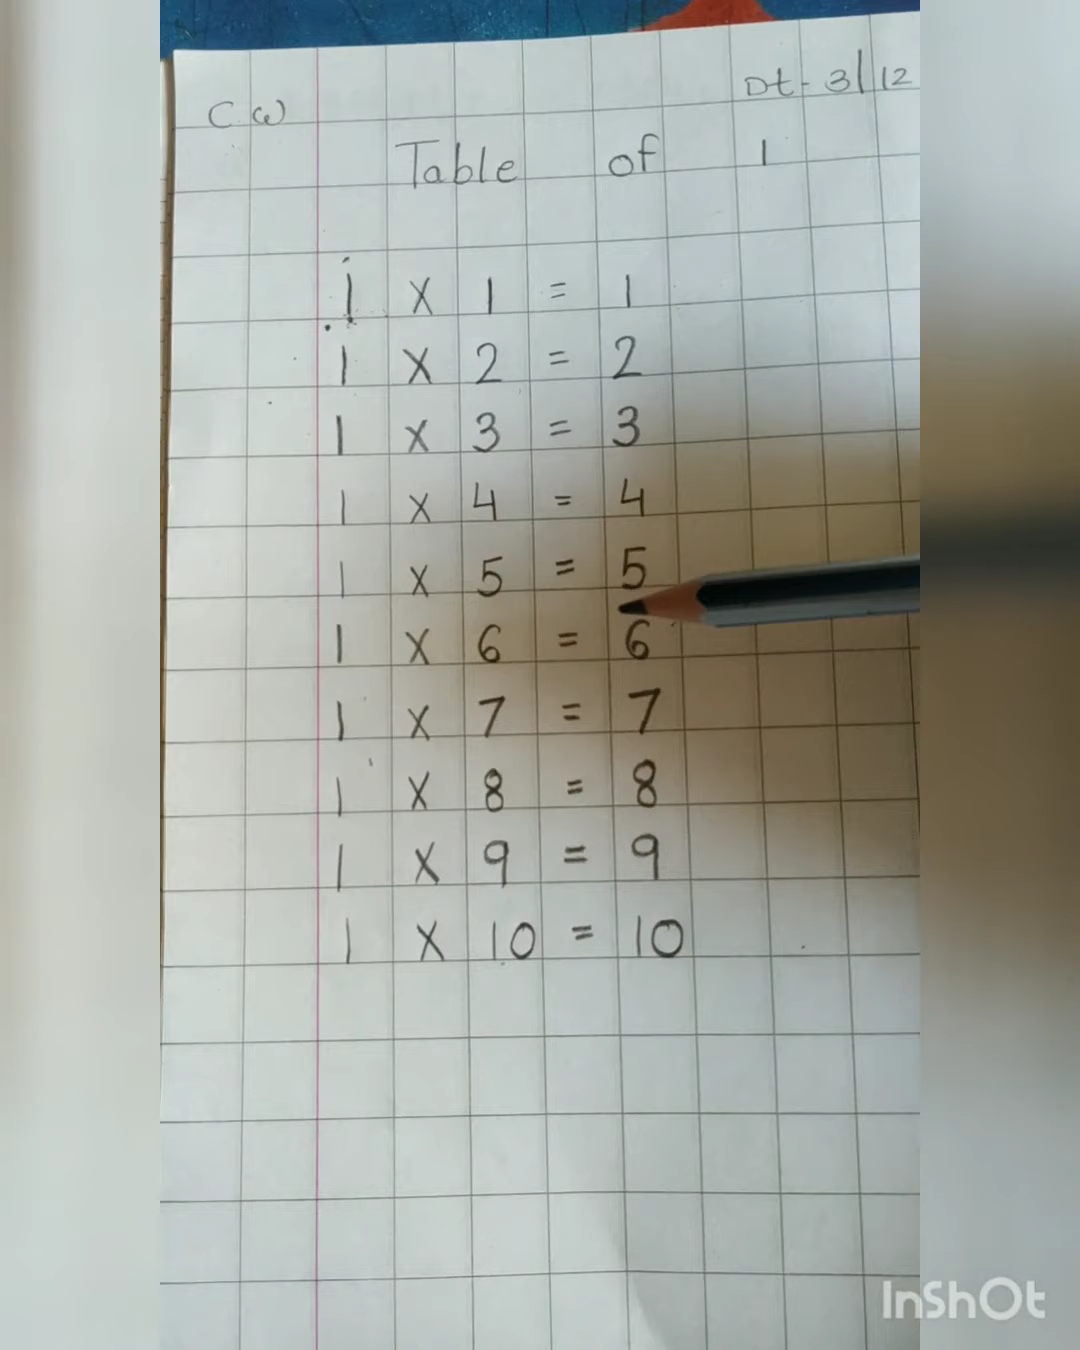 Dt- 3/12
C.W
Table of 1
1 X 1 = 1
1 X 2 = 2
1 X 3 = 3
1 X 4 = 4
1 X 5 = 5
1 X 6 = 6
1 X 7 = 7
1 X 8 = 8
1 X 9 = 9
1 X 10 = 10
InShOt